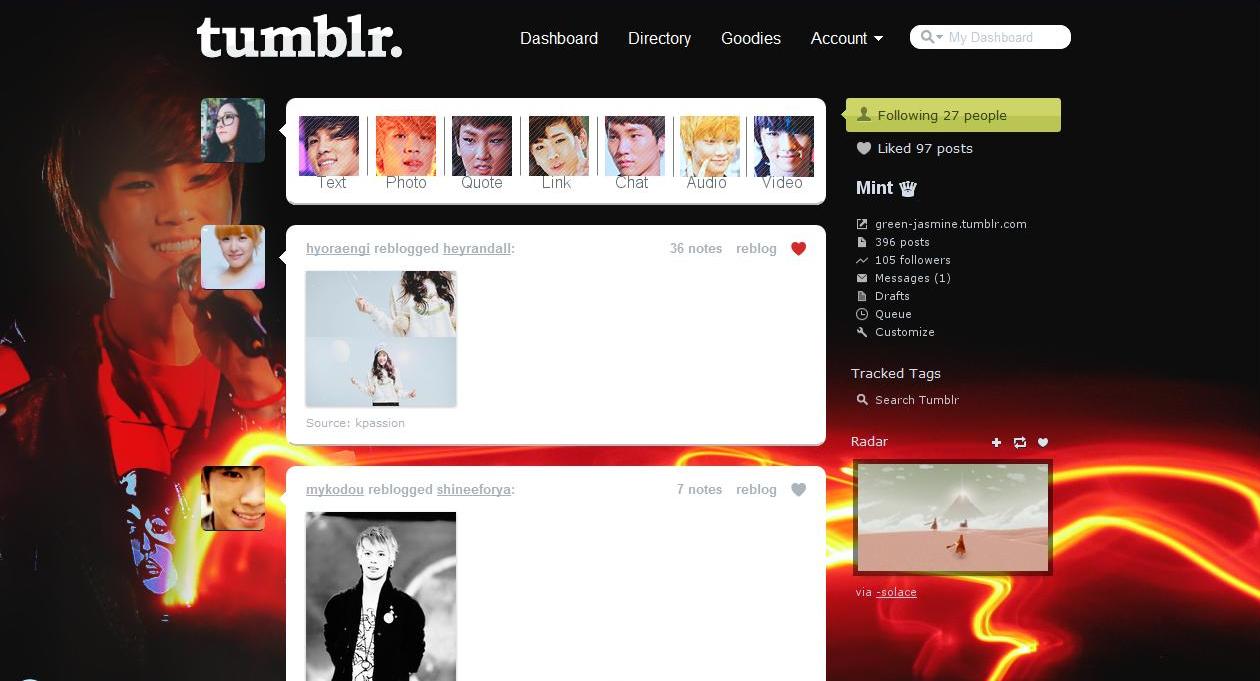 tumblr.
Dashboard Directory Goodies Account My Dashboard
Text Photo Quote Link Chat Audio Video
Following 27 people
Liked 97 posts
Mint
green-jasmine.tumblr.com
396 posts
105 followers
Messages (1)
Drafts
Queue
Customize
Tracked Tags
Search Tumblr
Radar
via -solace
hyoraengi reblogged heyrandall: 36 notes reblog
Source: kpassion
mykodou reblogged shineeforya: 7 notes reblog